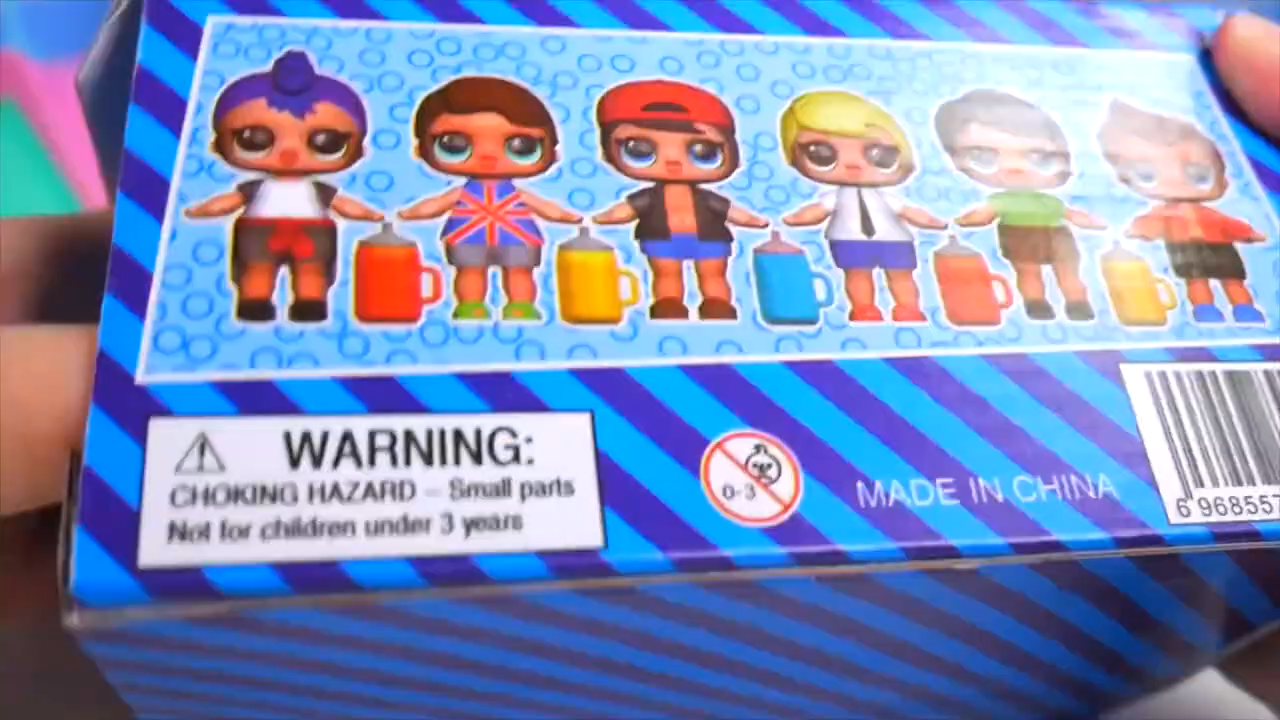 WARNING:
CHOKING HAZARD – Small parts
Not for children under 3 years
0-3
MADE IN CHINA
6 968557